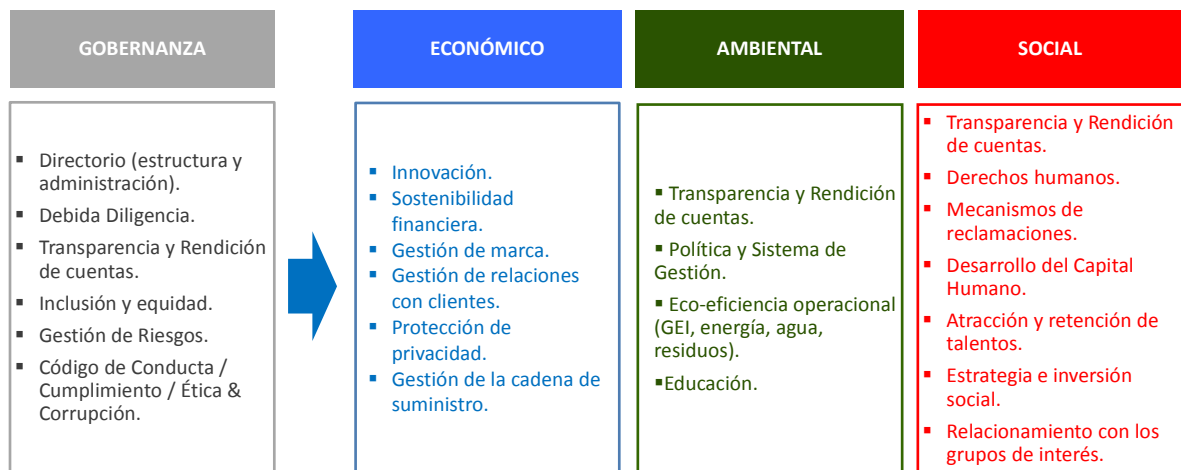 GOBERNANZA
▪ Directorio (estructura y
administración).
▪ Debida Diligencia.
▪ Transparencia y Rendición
de cuentas.
▪ Inclusión y equidad.
▪ Gestión de Riesgos.
▪ Código de Conducta /
Cumplimiento / Ética &
Corrupción.
ECONÓMICO
▪ Innovación.
▪ Sostenibilidad
financiera.
▪ Gestión de marca.
▪ Gestión de relaciones
con clientes.
▪ Protección de
privacidad.
▪ Gestión de la cadena de
suministro.
AMBIENTAL
▪ Transparencia y Rendición
de cuentas.
▪ Política y Sistema de
Gestión.
▪ Eco-eficiencia operacional
(GEI, energía, agua,
residuos).
▪Educación.
SOCIAL
▪ Transparencia y Rendición
de cuentas.
▪ Derechos humanos.
▪ Mecanismos de
reclamaciones.
▪ Desarrollo del Capital
Humano.
▪ Atracción y retención de
talentos.
▪ Estrategia e inversión
social.
▪ Relacionamiento con los
grupos de interés.